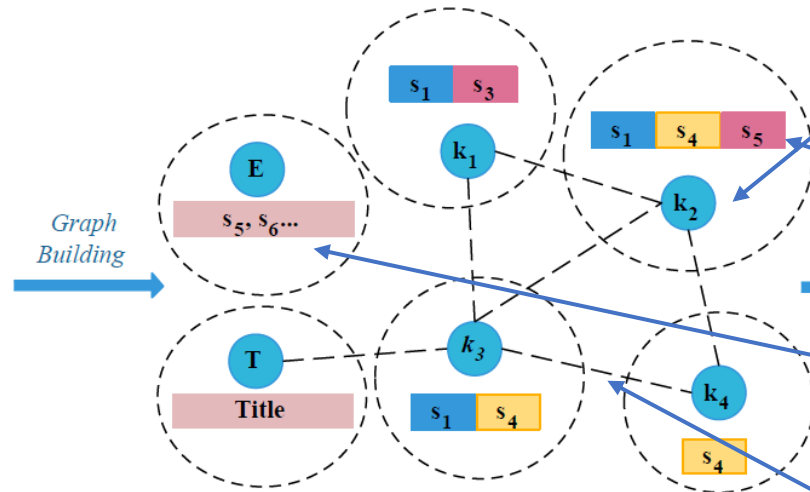 s1 s3
k1
s1 s4 s5
k2
E
s5, s6...
Graph
Building
T
Title
k3
s1 s4
k4
s4